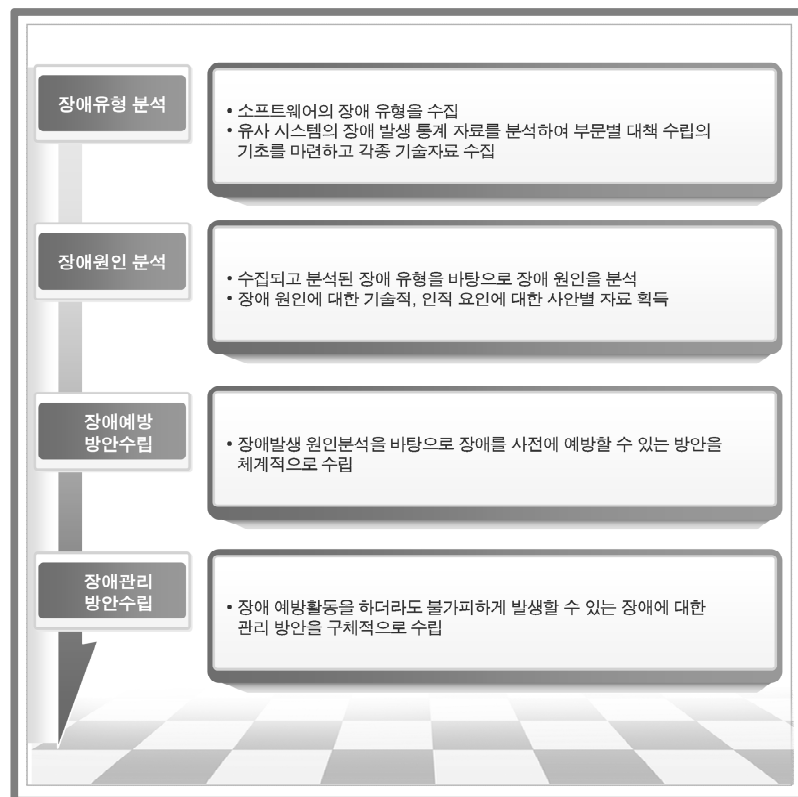 장애유형 분석
• 소프트웨어의 장애 유형을 수집
• 유사 시스템의 장애 발생 통계 자료를 분석하여 부문별 대책 수립의
기초를 마련하고 각종 기술자료 수집
장애원인 분석
• 수집되고 분석된 장애 유형을 바탕으로 장애 원인을 분석
• 장애 원인에 대한 기술적, 인적 요인에 대한 사안별 자료 획득
장애예방
방안수립
• 장애발생 원인분석을 바탕으로 장애를 사전에 예방할 수 있는 방안을
체계적으로 수립
장애관리
방안수립
• 장애 예방활동을 하더라도 불가피하게 발생할 수 있는 장애에 대한
관리 방안을 구체적으로 수립